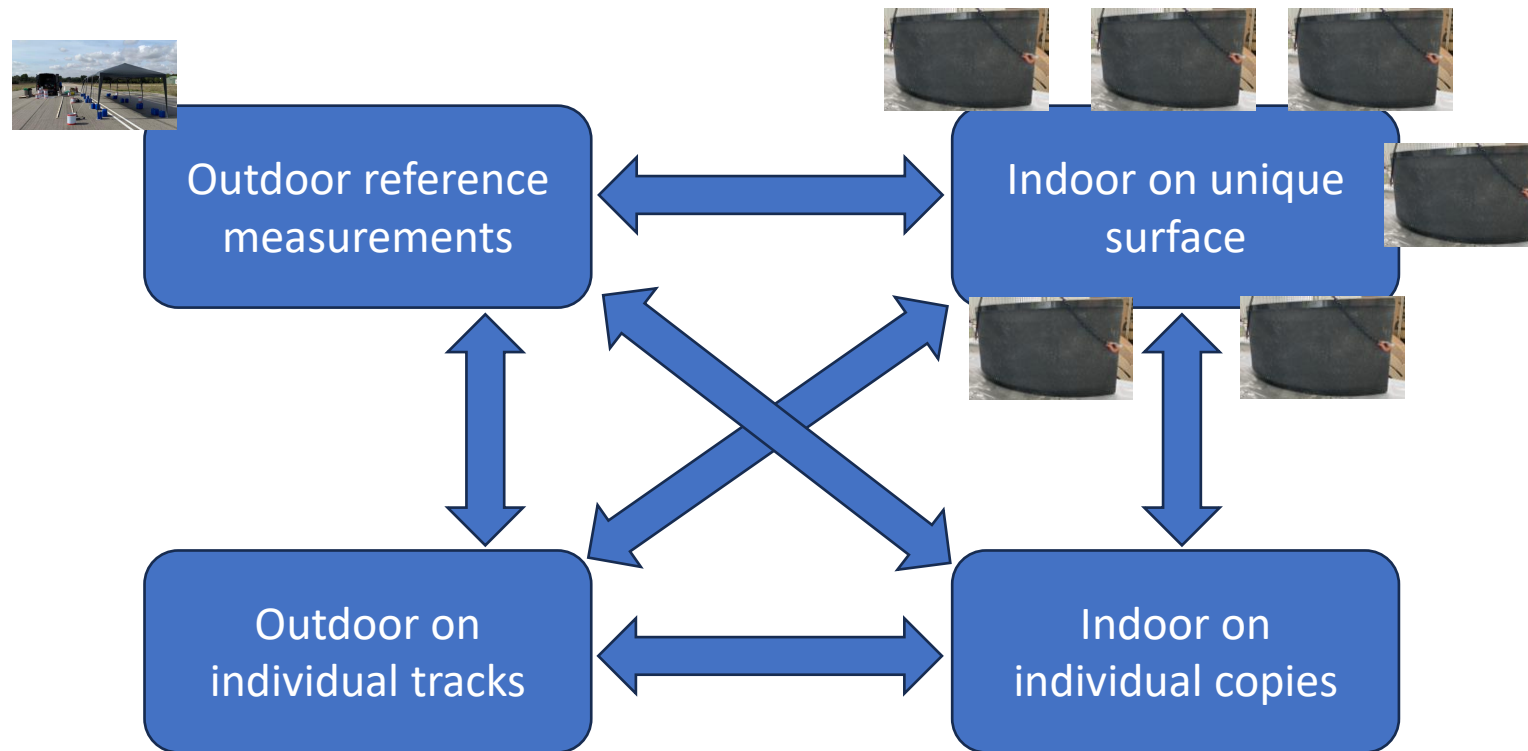 Outdoor reference
measurements
Indoor on unique
surface
Outdoor on
individual tracks
Indoor on
individual copies